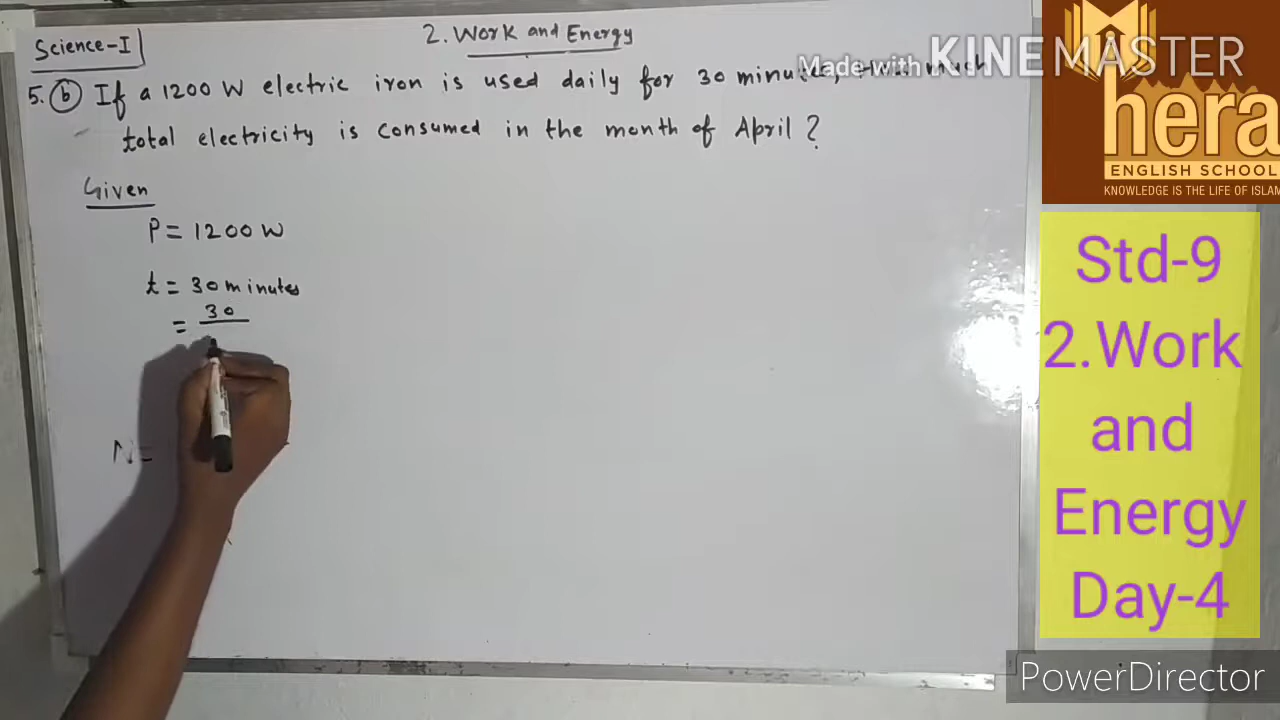 Science-I
2. Work and Energy
Made with KINEMASTER
5. (b) If a 1200 W electric iron is used daily for 30 minutes, much
total electricity is consumed in the month of April ?
Given
P = 1200 W
t = 30 minutes
= 30
N =
hera
ENGLISH SCHOOL
KNOWLEDGE IS THE LIFE OF ISLAM
Std-9
2.Work
and
Energy
Day-4
PowerDirector